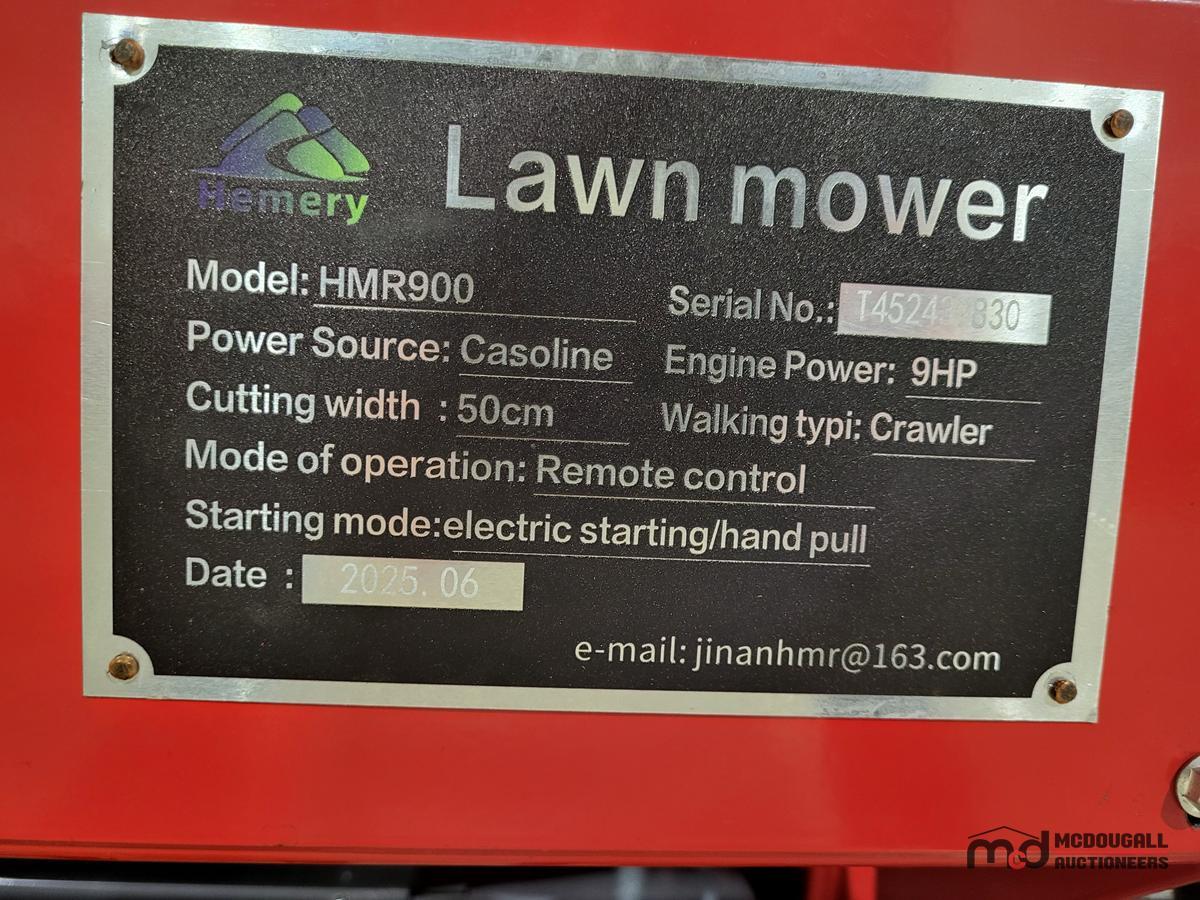 Hemery
Lawn mower
Model: HMR900
Serial No.:
Power Source: Casoline
Engine Power: 9HP
Cutting width : 50cm
Walking typi: Crawler
Mode of operation: Remote control
Starting mode:electric starting/hand pull
Date : 2025.06
e-mail: jinanhmr@163.com
m&d MCDOUGALL
AUCTIONEERS